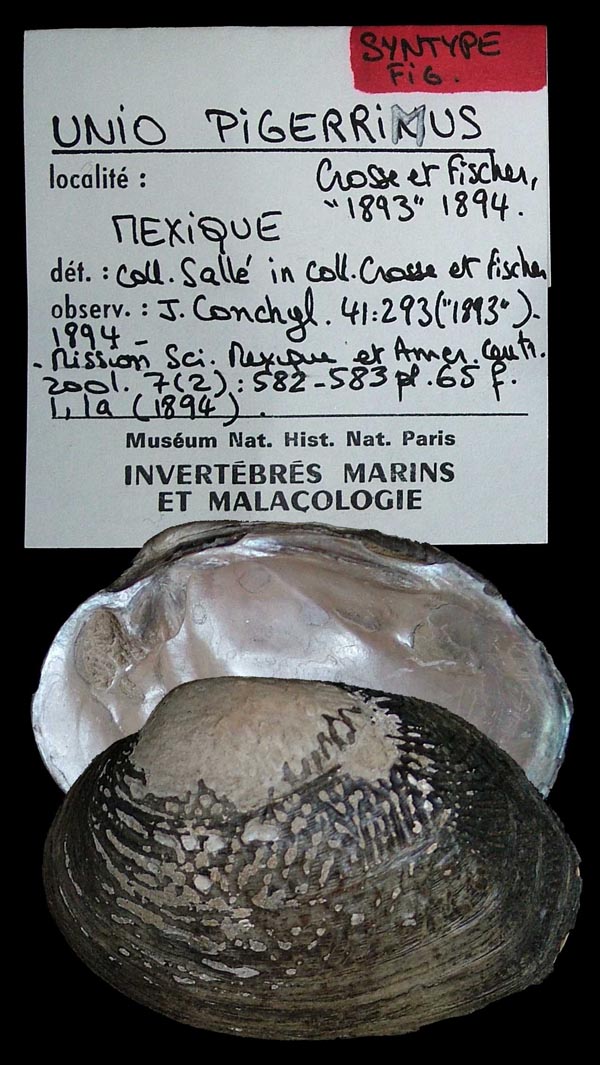 SYNTYPE
FIG.
UNIO PIGERRIMUS
localité : Crosse et Fischer,
"1893" 1894.
MEXIQUE
dét. : Coll. Sallé in coll. Crosse et Fischer
observ. : J. Conchyl. 41:293("1893").
1894 -
- Mission Sci. Mexique et Amer. Centr.
Zool. 7(2): 582-583 pl. 65 f.
1, 1a (1894).
Muséum Nat. Hist. Nat. Paris
INVERTÉBRÉS MARINS
ET MALAÇOLOGIE